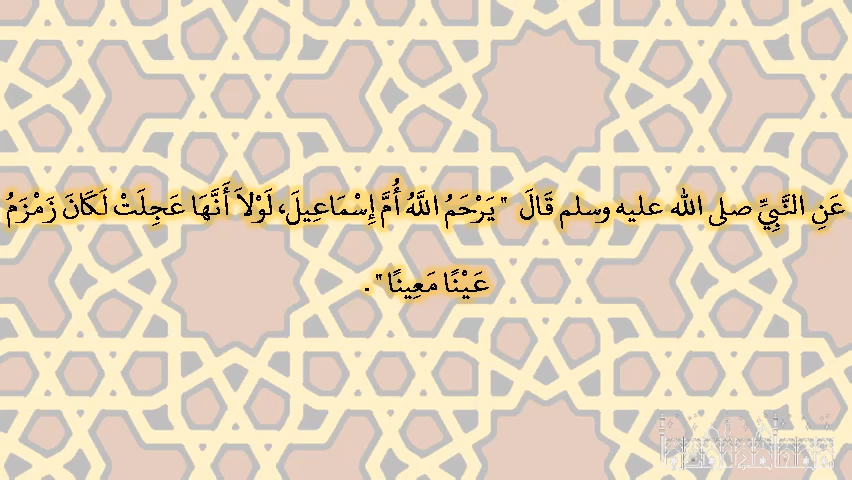 عَنِ النَّبِيِّ صلى الله عليه وسلم قَالَ ‏"‏ يَرْحَمُ اللَّهُ أُمَّ إِسْمَاعِيلَ، لَوْلاَ أَنَّهَا عَجِلَتْ لَكَانَ زَمْزَمُ
عَيْنًا مَعِينًا ‏"‏‏.‏